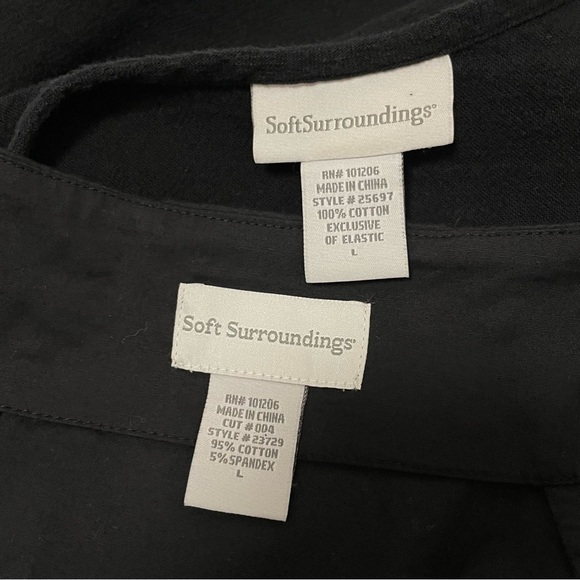 SoftSurroundings®
RN# 101206
MADE IN CHINA
STYLE # 25697
100% COTTON
EXCLUSIVE
OF ELASTIC
L
Soft Surroundings®
RN# 101206
MADE IN CHINA
CUT # 004
STYLE # 23729
95% COTTON
5% SPANDEX
L